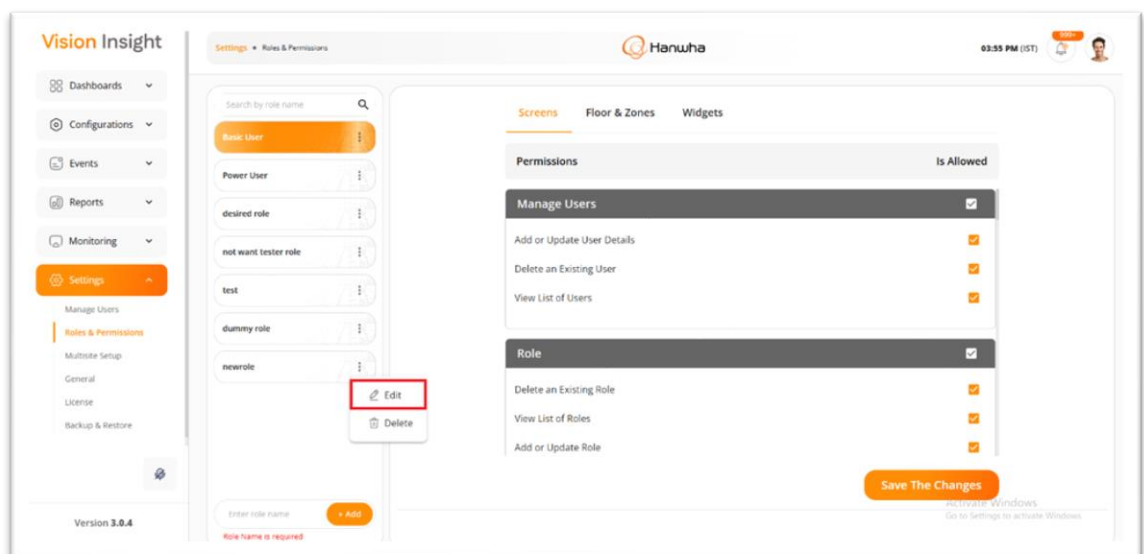 Vision Insight
Settings • Roles & Permissions
Hanwha
03:55 PM (IST)
999+
Dashboards
Configurations
Events
Reports
Monitoring
Settings
Manage Users
Roles & Permissions
Multisite Setup
General
License
Backup & Restore
Version 3.0.4
Search by role name
Basic User
Power User
desired role
not want tester role
test
dummy role
newrole
Edit
Delete
Enter role name
+ Add
Role Name is required
Screens Floor & Zones Widgets
Permissions Is Allowed
Manage Users
Add or Update User Details
Delete an Existing User
View List of Users
Role
Delete an Existing Role
View List of Roles
Add or Update Role
Save The Changes
Activate Windows
Go to Settings to activate Windows.